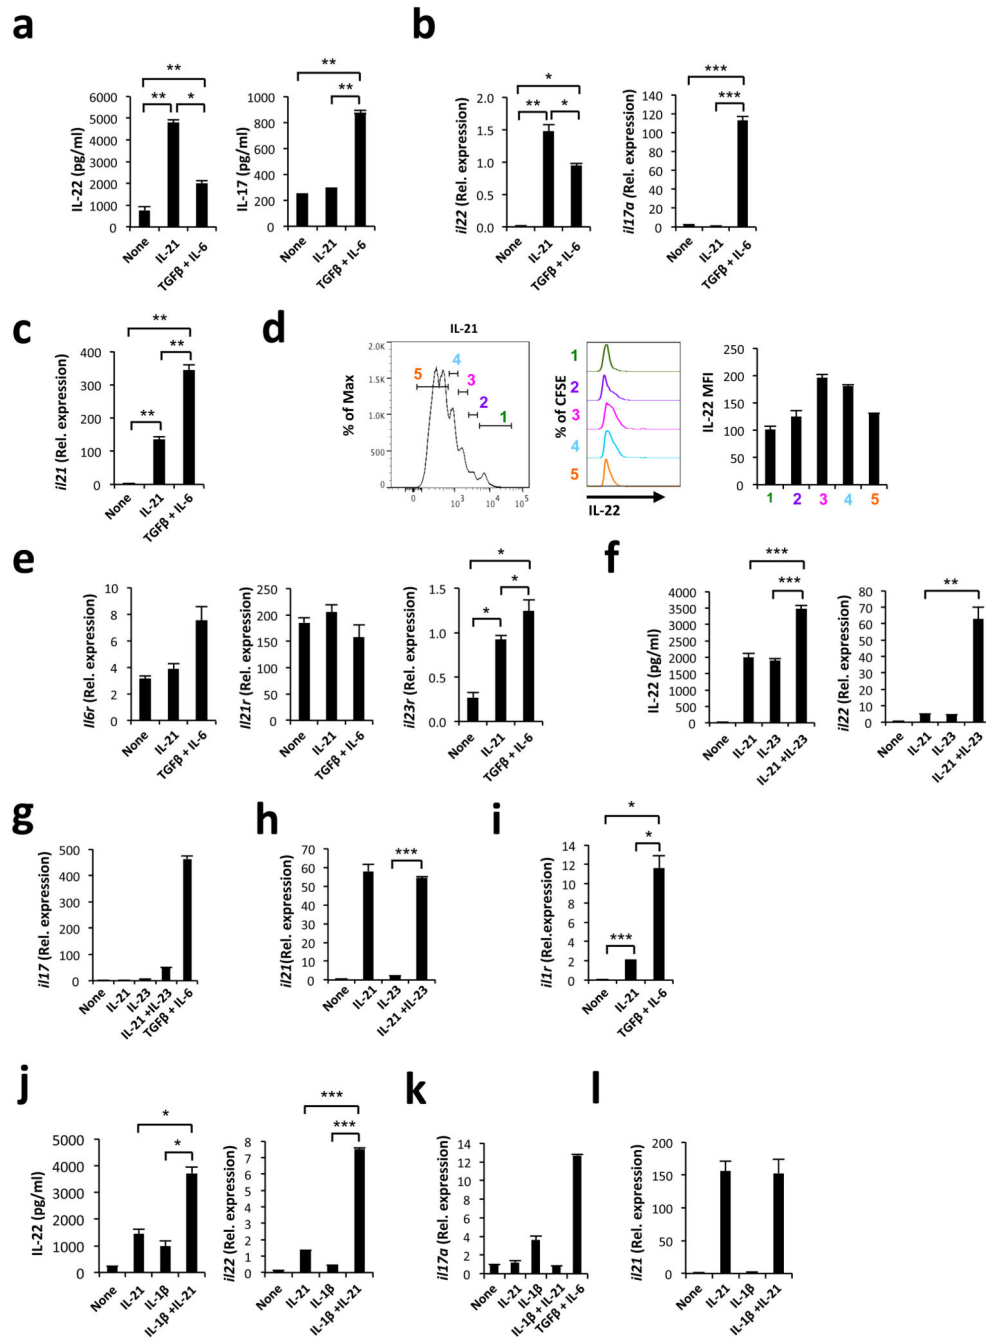 a
**
**
*
6000
5000
4000
3000
2000
1000
0
IL-22 (pg/ml)
None
IL-21
TGFβ + IL-6
**
**
1000
800
600
400
200
0
IL-17 (pg/ml)
None
IL-21
TGFβ + IL-6
b
*
**
*
2.0
1.5
1.0
0.5
0.0
il22 (Rel. expression)
None
IL-21
TGFβ + IL-6
***
***
140
120
100
80
60
40
20
0
il17a (Rel. expression)
None
IL-21
TGFβ + IL-6
c
**
**
**
400
300
200
100
0
il21 (Rel. expression)
None
IL-21
TGFβ + IL-6
d
IL-21
2.0K
1.5K
1.0K
500
0
% of Max
5
4
3
2
1
0
10³
10⁴
10⁵
% of CFSE
1
2
3
4
5
IL-22
250
200
150
100
50
0
IL-22 MFI
1
2
3
4
5
e
10
8
6
4
2
0
il6r (Rel. expression)
None
IL-21
TGFβ + IL-6
250
200
150
100
50
0
il21r (Rel. expression)
None
IL-21
TGFβ + IL-6
*
*
*
1.5
1.0
0.5
0.0
il23r (Rel. expression)
None
IL-21
TGFβ + IL-6
f
***
***
4000
3500
3000
2500
2000
1500
1000
500
0
IL-22 (pg/ml)
None
IL-21
IL-23
IL-21 +IL-23
**
80
70
60
50
40
30
20
10
0
il22 (Rel. expression)
None
IL-21
IL-23
IL-21 +IL-23
g
500
400
300
200
100
0
il17 (Rel. expression)
None
IL-21
IL-23
IL-21 +IL-23
TGFβ + IL-6
h
***
70
60
50
40
30
20
10
0
il21(Rel. expression)
None
IL-21
IL-23
IL-21 +IL-23
i
*
*
***
14
12
10
8
6
4
2
0
il1r (Rel.expression)
None
IL-21
TGFβ + IL-6
j
*
*
5000
4000
3000
2000
1000
0
IL-22 (pg/ml)
None
IL-21
IL-1β
IL-1β +IL-21
***
***
8
7
6
5
4
3
2
1
0
il22 (Rel. expression)
None
IL-21
IL-1β
IL-1β +IL-21
k
14
12
10
8
6
4
2
0
il17a (Rel. expression)
None
IL-21
IL-1β
IL-1β + IL-21
TGFβ + IL-6
l
200
150
100
50
0
il21 (Rel. expression)
None
IL-21
IL-1β
IL-1β +IL-21